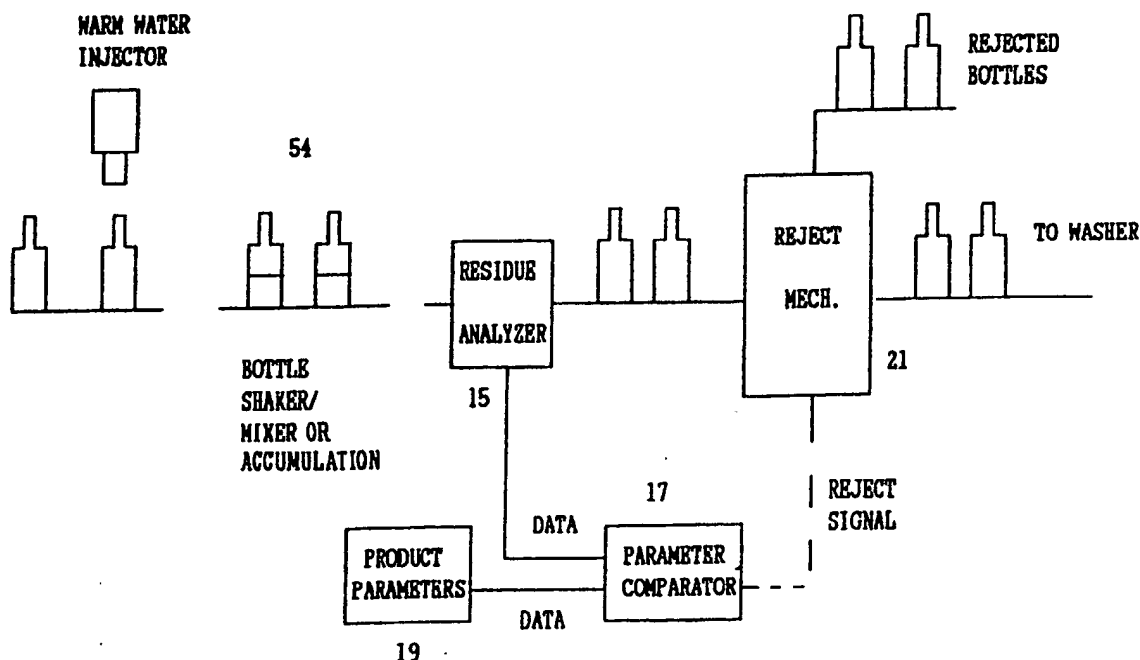 WARM WATER
INJECTOR
54
REJECTED
BOTTLES
RESIDUE
ANALYZER
15
REJECT
MECH.
21
TO WASHER
BOTTLE
SHAKER/
MIXER OR
ACCUMULATION
17
REJECT
SIGNAL
DATA
PRODUCT
PARAMETERS
19
DATA
PARAMETER
COMPARATOR